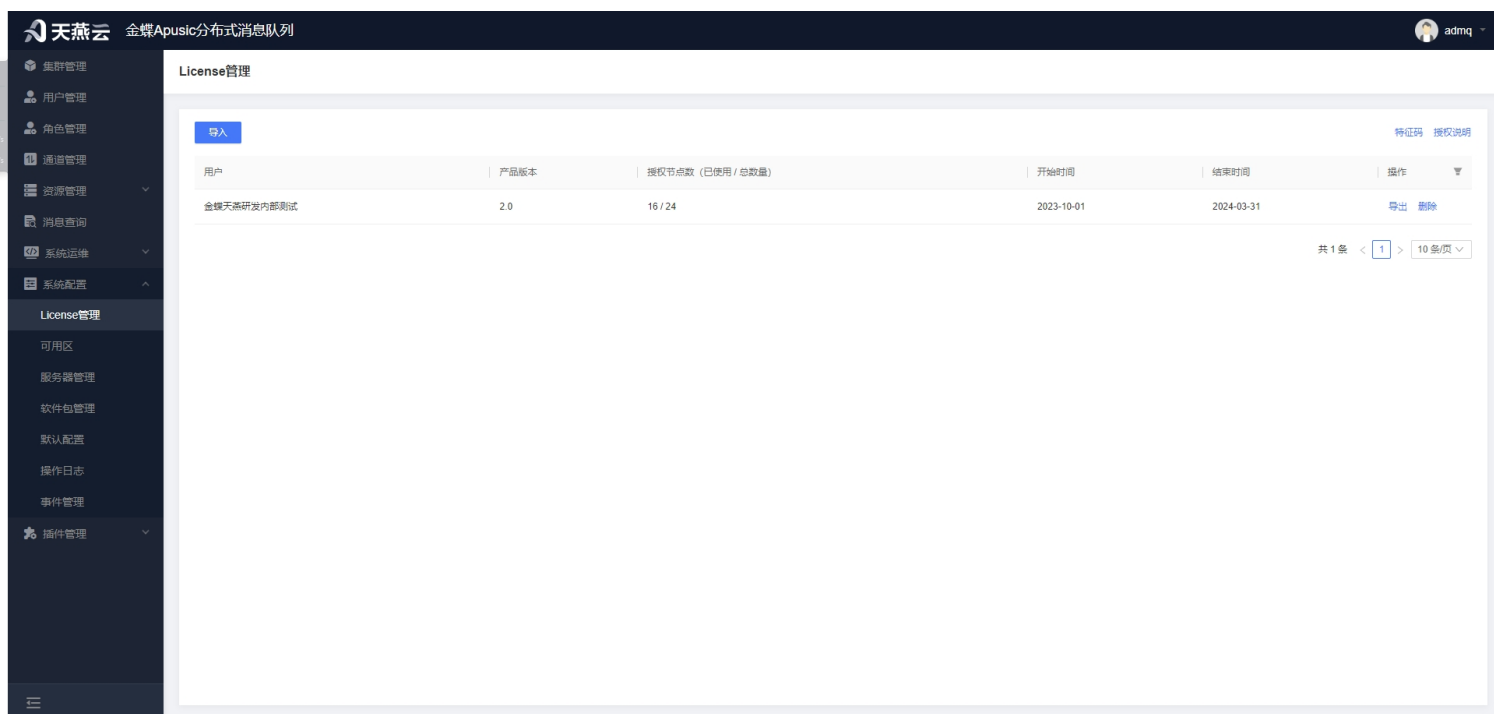 天燕云 金蝶Apusic分布式消息队列
admq
集群管理
用户管理
角色管理
通道管理
资源管理
消息查询
系统运维
系统配置
License管理
可用区
服务器管理
软件包管理
默认配置
操作日志
事件管理
插件管理
License管理
导入
特征码 授权说明
用户 产品版本 授权节点数 (已使用 / 总数量) 开始时间 结束时间 操作
金蝶天燕研发内部测试 2.0 16 / 24 2023-10-01 2024-03-31 导出 删除
共 1 条 < 1 > 10 条/页